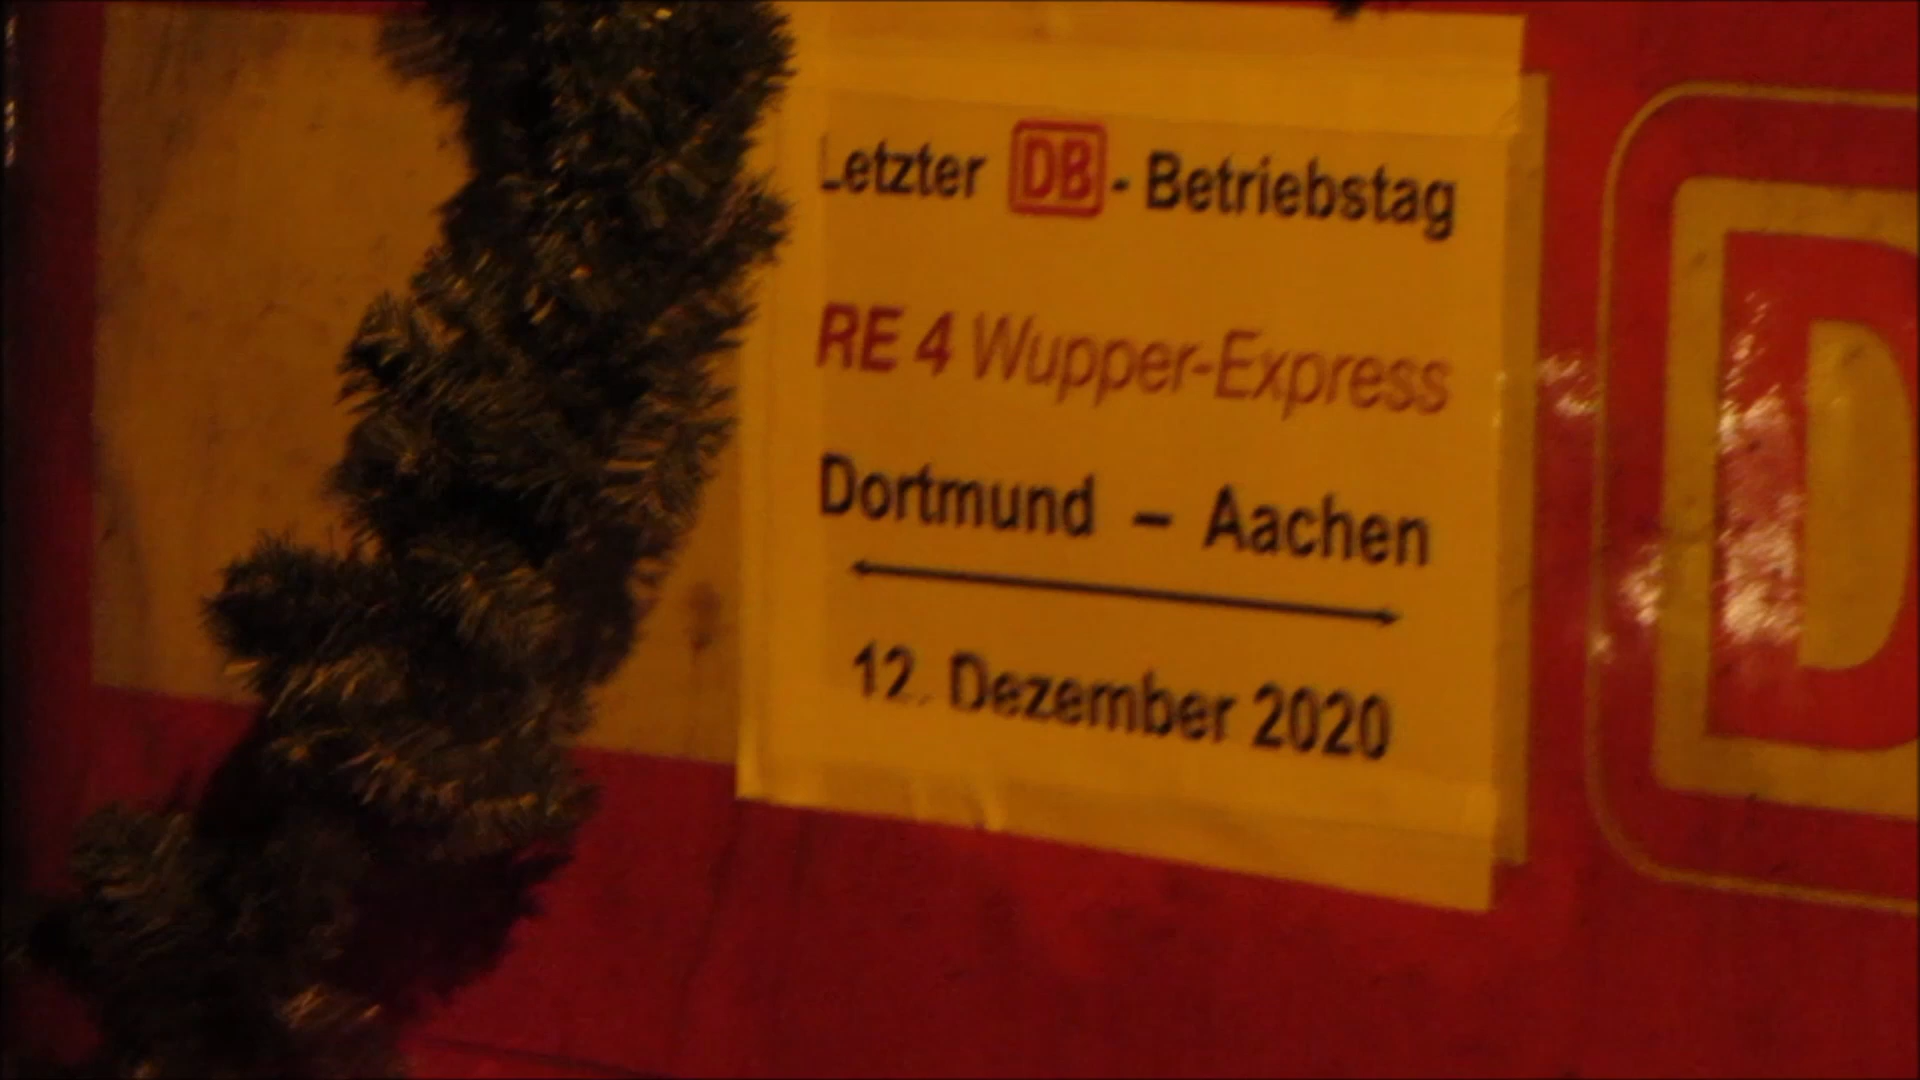 Letzter DB - Betriebstag
RE 4 Wupper-Express
Dortmund – Aachen
12. Dezember 2020
D